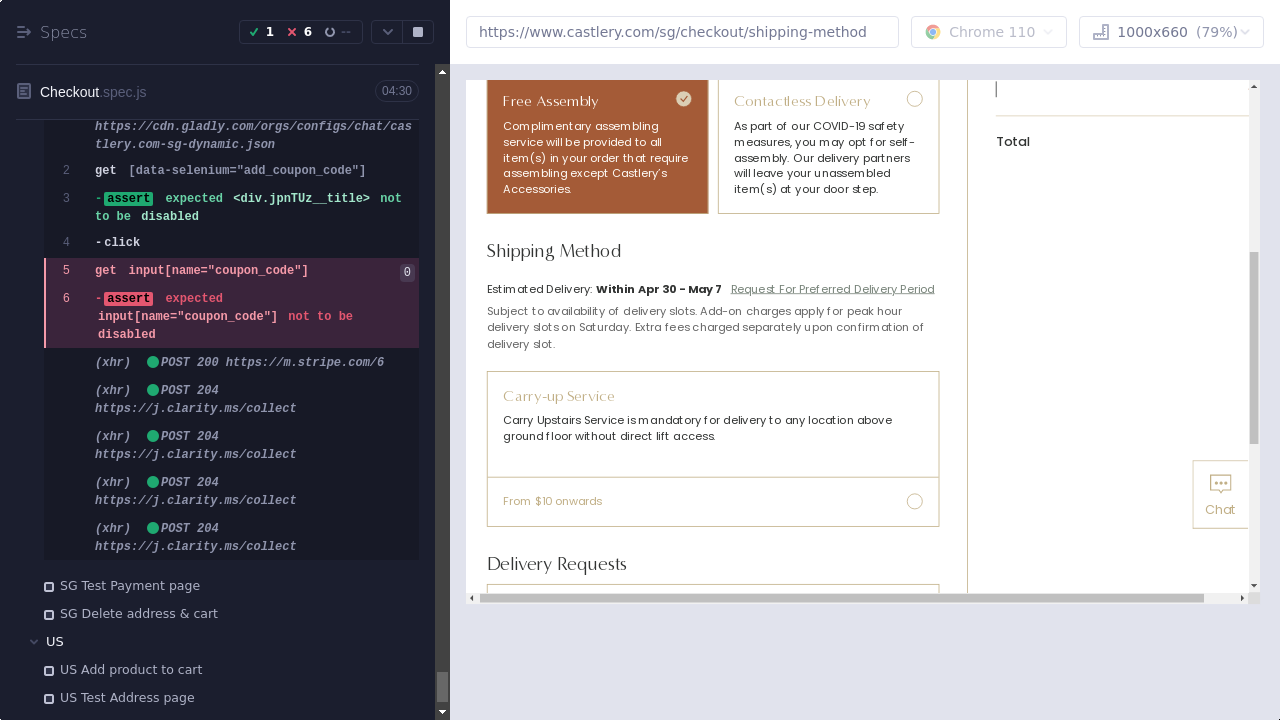 Specs
1
6
--
Checkout.spec.js
04:30
https://cdn.gladly.com/orgs/configs/chat/cas
tlery.com-sg-dynamic.json
2 get [data-selenium="add_coupon_code"]
3 -assert expected <div.jpnTUz__title> not
to be disabled
4 -click
5 get input[name="coupon_code"] 0
6 -assert expected
input[name="coupon_code"] not to be
disabled
(xhr) POST 200 https://m.stripe.com/6
(xhr) POST 204
https://j.clarity.ms/collect
(xhr) POST 204
https://j.clarity.ms/collect
(xhr) POST 204
https://j.clarity.ms/collect
(xhr) POST 204
https://j.clarity.ms/collect
SG Test Payment page
SG Delete address & cart
US
US Add product to cart
US Test Address page
https://www.castlery.com/sg/checkout/shipping-method
Chrome 110
1000x660 (79%)
Free Assembly
Complimentary assembling
service will be provided to all
item(s) in your order that require
assembling except Castlery's
Accessories.
Contactless Delivery
As part of our COVID-19 safety
measures, you may opt for self-
assembly. Our delivery partners
will leave your unassembled
item(s) at your door step.
Total
Shipping Method
Estimated Delivery: Within Apr 30 - May 7 Request For Preferred Delivery Period
Subject to availability of delivery slots. Add-on charges apply for peak hour
delivery slots on Saturday. Extra fees charged separately upon confirmation of
delivery slot.
Carry-up Service
Carry Upstairs Service is mandatory for delivery to any location above
ground floor without direct lift access.
From $10 onwards
Chat
Delivery Requests